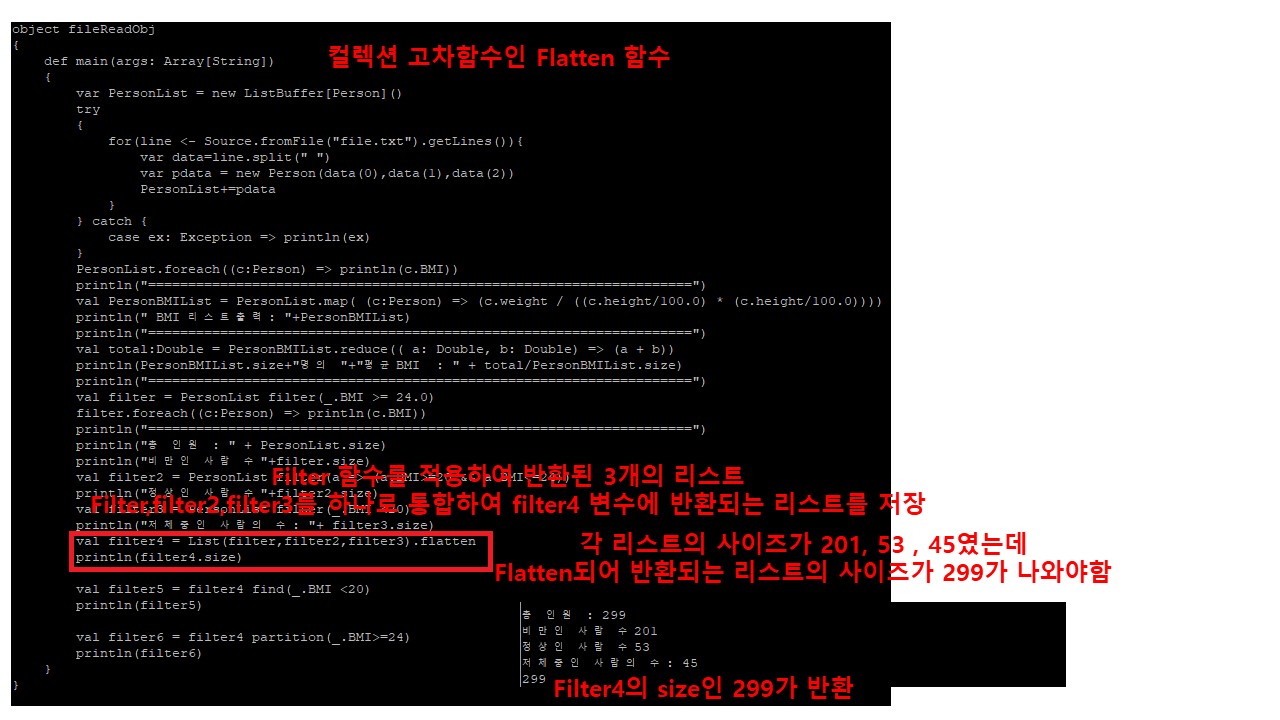 object fileReadObj
{
컬렉션 고차함수인 Flatten 함수
def main(args: Array[String])
{
var PersonList = new ListBuffer[Person]()
try
{
for(line <- Source.fromFile("file.txt").getLines()){
var data=line.split(" ")
var pdata = new Person(data(0),data(1),data(2))
PersonList+=pdata
}
} catch {
case ex: Exception => println(ex)
}
PersonList.foreach((c:Person) => println(c.BMI))
println("====================================================================")
val PersonBMIList = PersonList.map( (c:Person) => (c.weight / ((c.height/100.0) * (c.height/100.0))))
println(" BMI 리스트출력 : "+PersonBMIList)
println("====================================================================")
val total:Double = PersonBMIList.reduce(( a: Double, b: Double) => (a + b))
println(PersonBMIList.size+"명의 "+"평균BMI  : " + total/PersonBMIList.size)
println("====================================================================")
val filter = PersonList filter(_.BMI >= 24.0)
filter.foreach((c:Person) => println(c.BMI))
println("====================================================================")
println("총 인원 : " + PersonList.size)
println("비만인 사람 수 "+filter.size)
Filter 함수를 적용하여 반환된 3개의 리스트
val filter2 = PersonList
println("정상인 사람 수 "+filter2.size)
Filter,filter2,filter3를 하나로 통합하여 filter4 변수에 반환되는 리스트를 저장
println("저체중인 사람의 수 : "+ filter3.size)
val filter4 = List(filter,filter2,filter3).flatten
println(filter4.size)
각 리스트의 사이즈가 201, 53 , 45였는데
Flatten되어 반환되는 리스트의 사이즈가 299가 나와야함
val filter5 = filter4 find(_.BMI <20)
println(filter5)
val filter6 = filter4 partition(_.BMI>=24)
println(filter6)
}
}
총 인원 : 299
비만인 사람 수 201
정상인 사람 수 53
저체중인 사람의 수 : 45
299
Filter4의 size인 299가 반환